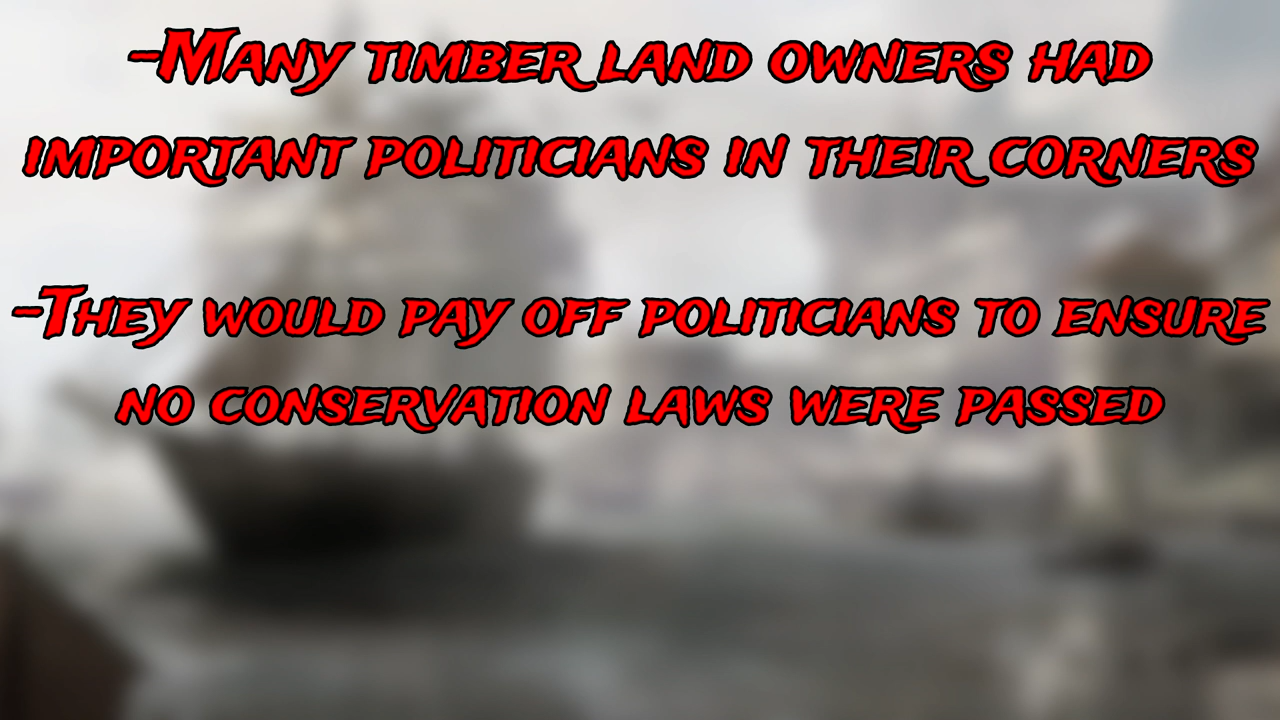 -Many timber land owners had
important politicians in their corners
-They would pay off politicians to ensure
no conservation laws were passed